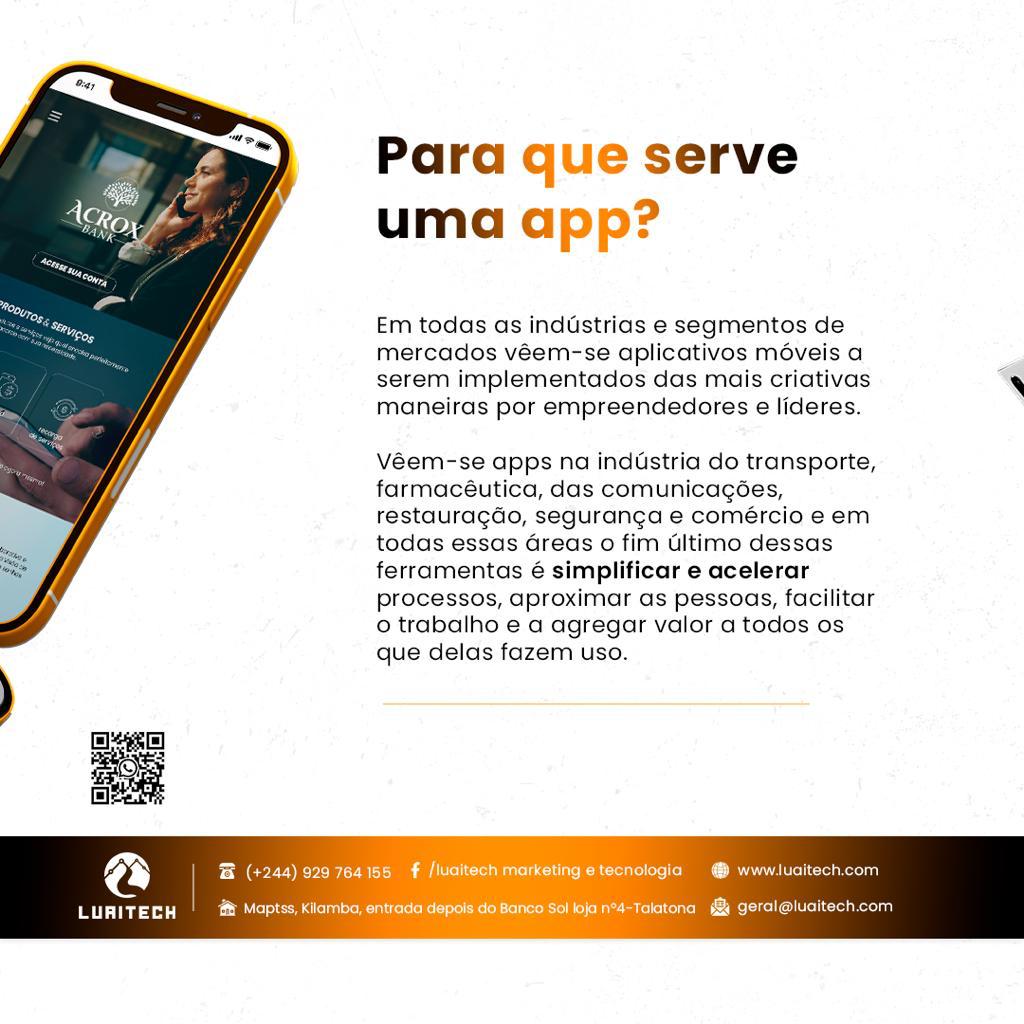 9:41
ACROX
BANK
ACESSE SUA CONTA
PRODUTOS & SERVIÇOS
recarga
de serviços
Para que serve
uma app?
Em todas as indústrias e segmentos de
mercados vêem-se aplicativos móveis a
serem implementados das mais criativas
maneiras por empreendedores e líderes.
Vêem-se apps na indústria do transporte,
farmacêutica, das comunicações,
restauração, segurança e comércio e em
todas essas áreas o fim último dessas
ferramentas é simplificar e acelerar
processos, aproximar as pessoas, facilitar
o trabalho e a agregar valor a todos os
que delas fazem uso.
LUAITECH
(+244) 929 764 155
/luaitech marketing e tecnologia
www.luaitech.com
Maptss, Kilamba, entrada depois do Banco Sol loja nº4-Talatona
geral@luaitech.com